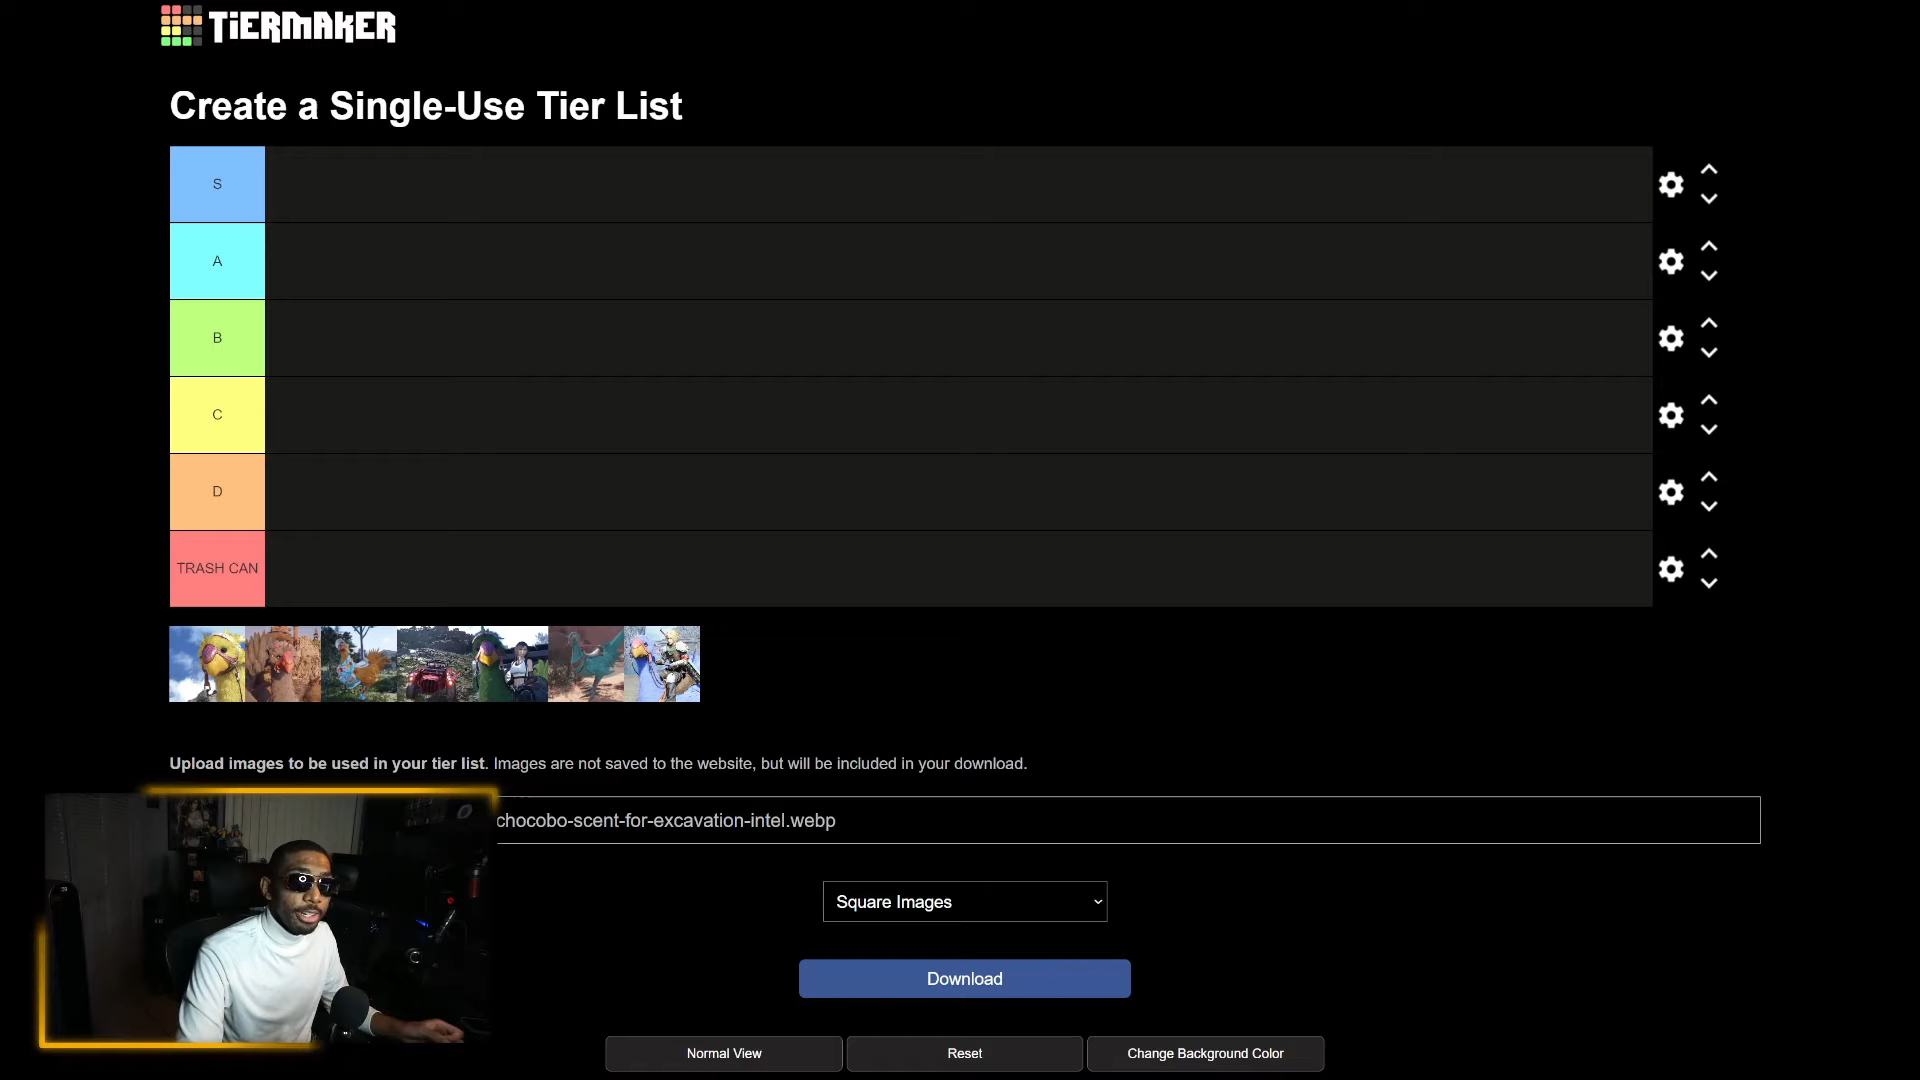 TiERMAKER
Create a Single-Use Tier List
S
A
B
C
D
TRASH CAN
Upload images to be used in your tier list. Images are not saved to the website, but will be included in your download.
chocobo-scent-for-excavation-intel.webp
Square Images
Download
Normal View
Reset
Change Background Color